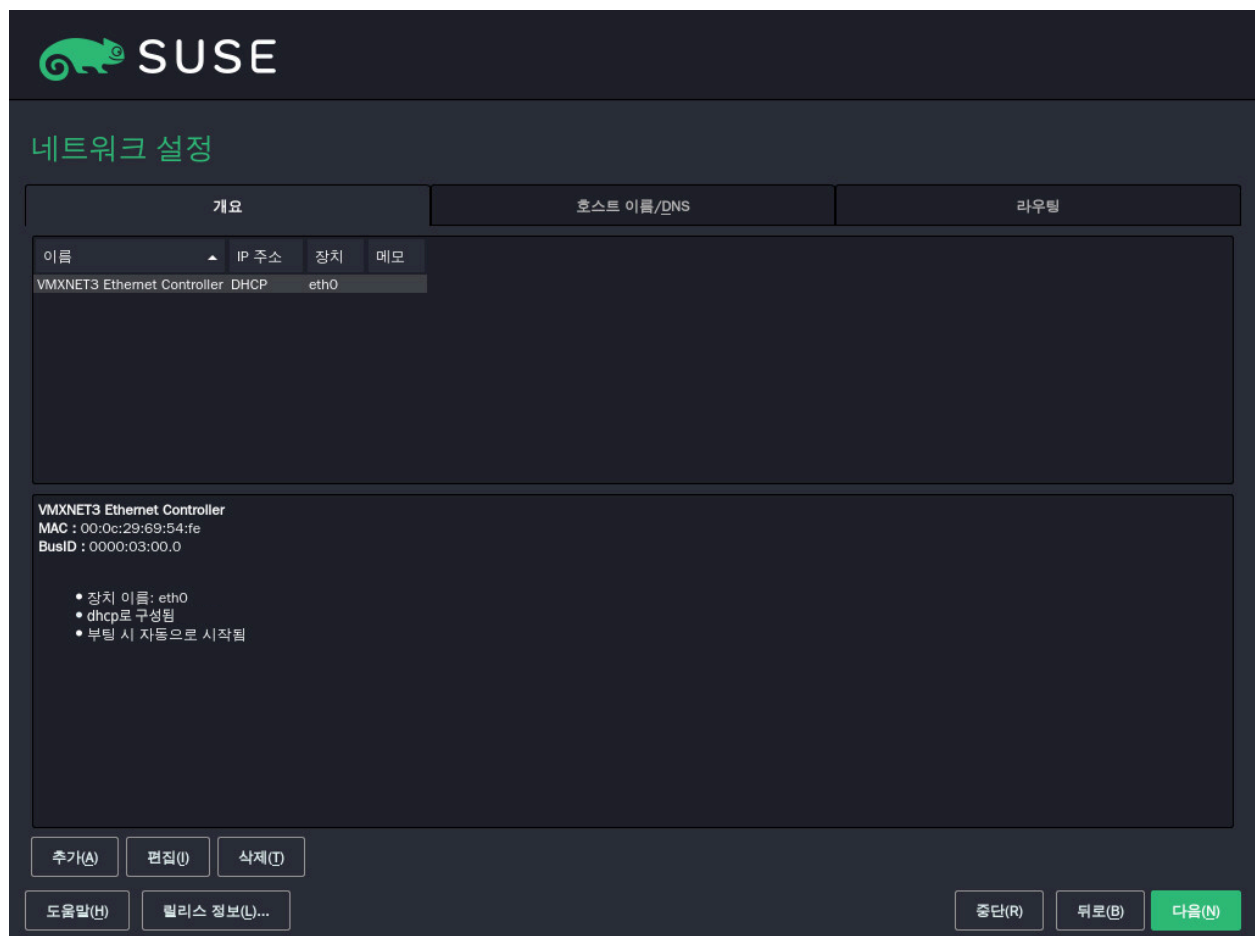 SUSE
네트워크 설정
개요 호스트 이름/DNS 라우팅
이름 IP 주소 장치 메모
VMXNET3 Ethernet Controller DHCP eth0
VMXNET3 Ethernet Controller
MAC : 00:0c:29:69:54:fe
BusID : 0000:03:00.0
• 장치 이름: eth0
• dhcp로 구성됨
• 부팅 시 자동으로 시작됨
추가(A) 편집(I) 삭제(T)
도움말(H) 릴리스 정보(L)... 중단(R) 뒤로(B) 다음(N)